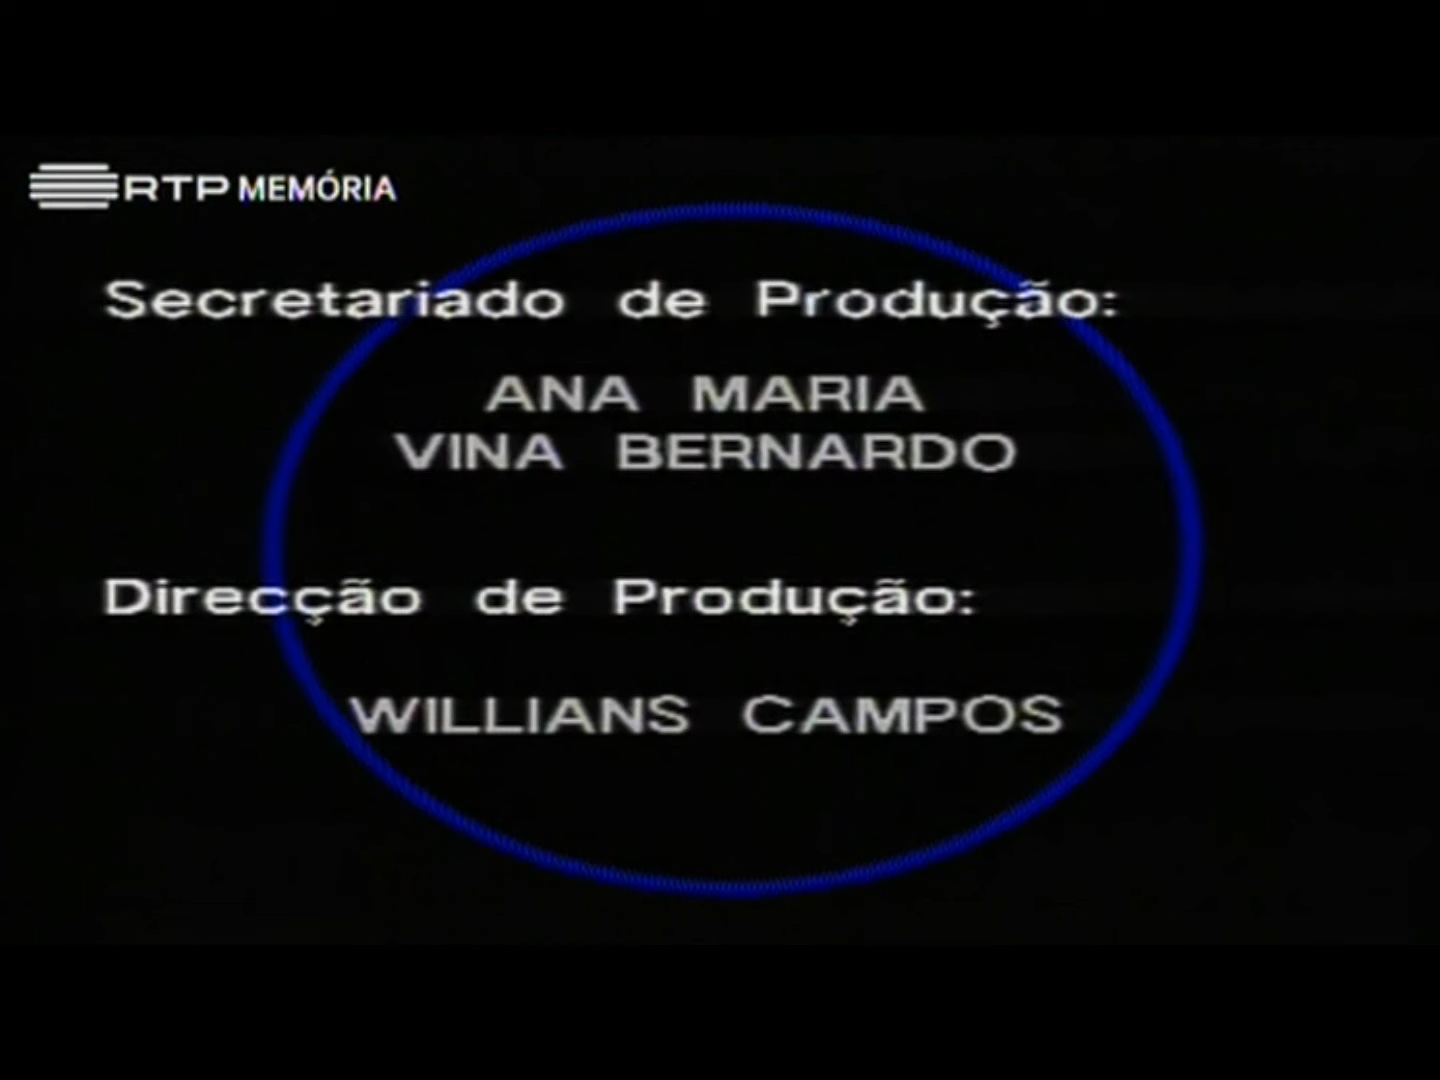 RTP MEMÓRIA
Secretariado de Produção:
ANA MARIA
VINA BERNARDO
Direcção de Produção:
WILLIANS CAMPOS